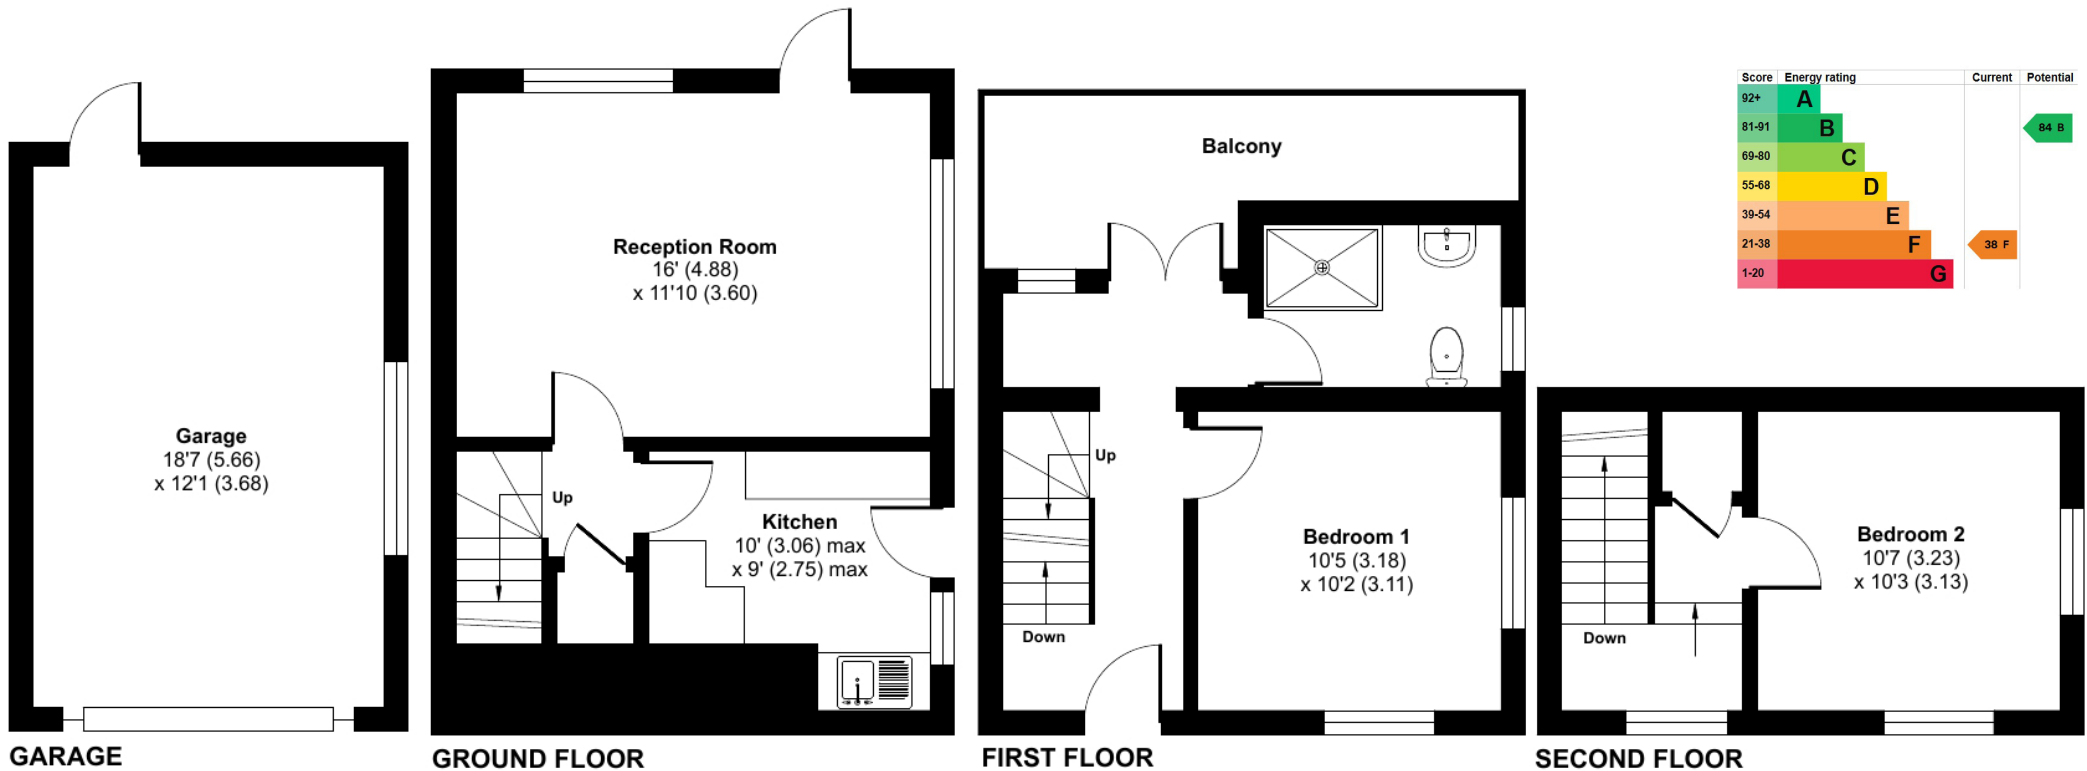 Score Energy rating Current Potential
92+ A
81-91 B 84 B
69-80 C
55-68 D
39-54 E
21-38 F 38 F
1-20 G
Garage
18'7 (5.66)
x 12'1 (3.68)
GARAGE
Reception Room
16' (4.88)
x 11'10 (3.60)
Up
Kitchen
10' (3.06) max
x 9' (2.75) max
GROUND FLOOR
Balcony
Up
Bedroom 1
10'5 (3.18)
x 10'2 (3.11)
Down
FIRST FLOOR
Bedroom 2
10'7 (3.23)
x 10'3 (3.13)
Down
SECOND FLOOR